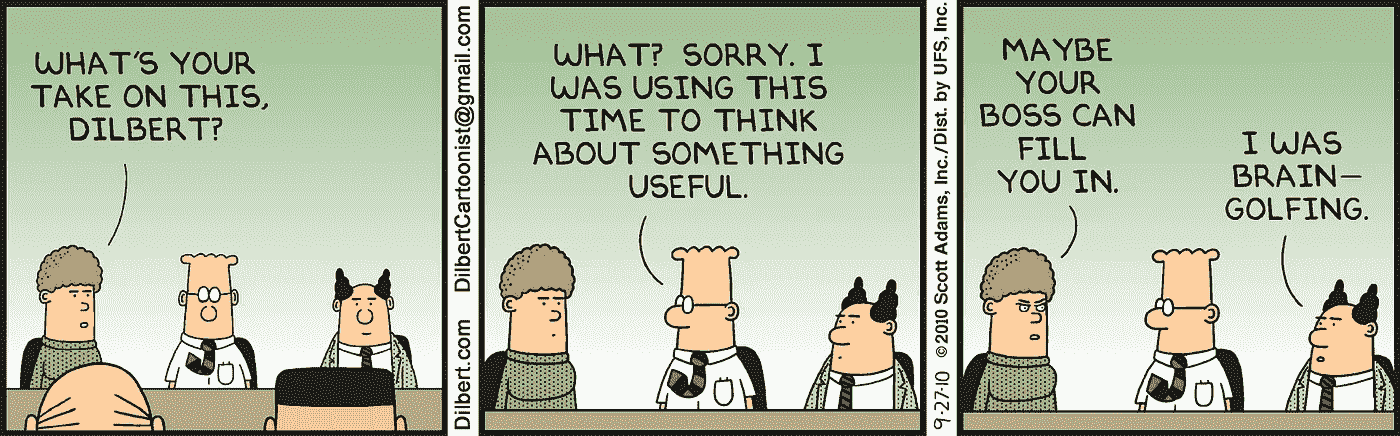 WHAT'S YOUR
TAKE ON THIS,
DILBERT?
Dilbert.com DilbertCartoonist@gmail.com
WHAT? SORRY. I
WAS USING THIS
TIME TO THINK
ABOUT SOMETHING
USEFUL.
9-27-10 ©2010 Scott Adams, Inc./Dist. by UFS, Inc.
MAYBE
YOUR
BOSS CAN
FILL
YOU IN.
I WAS
BRAIN—
GOLFING.